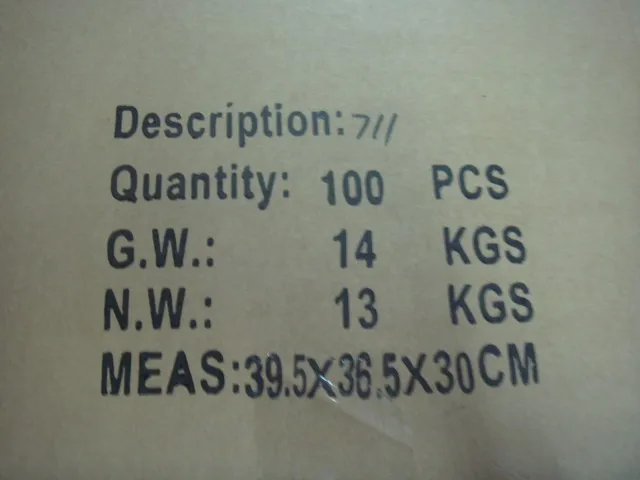 Description: 711
Quantity: 100 PCS
G.W.: 14 KGS
N.W.: 13 KGS
MEAS:39.5X36.5X30CM